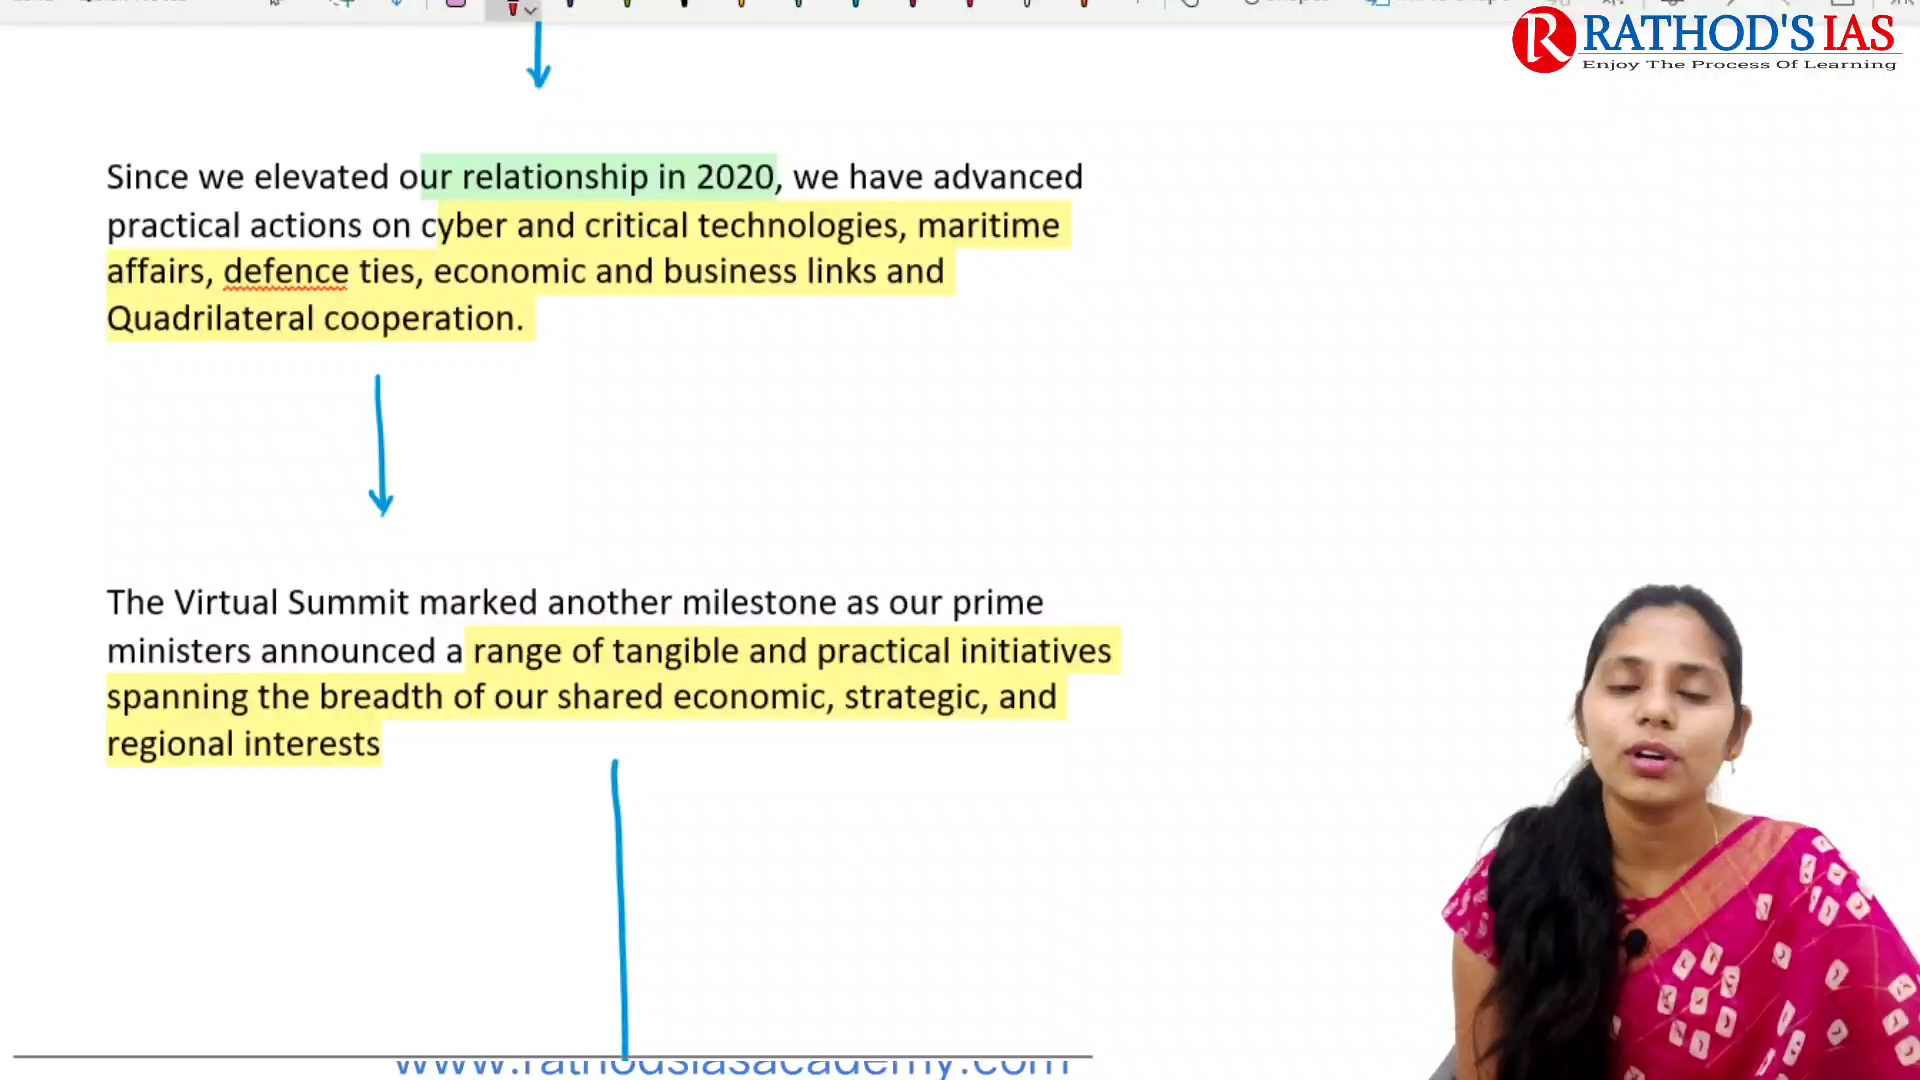 RATHOD'S IAS
Enjoy The Process Of Learning
Since we elevated our relationship in 2020, we have advanced
practical actions on cyber and critical technologies, maritime
affairs, defence ties, economic and business links and
Quadrilateral cooperation.
The Virtual Summit marked another milestone as our prime
ministers announced a range of tangible and practical initiatives
spanning the breadth of our shared economic, strategic, and
regional interests
www.rathodsiasacademy.com